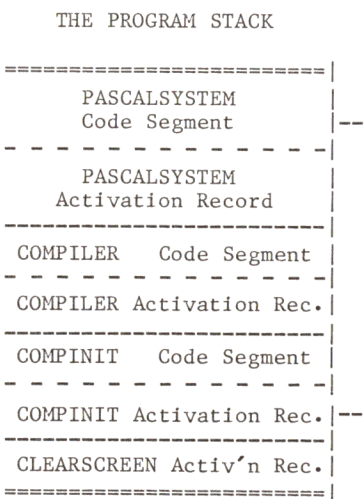 THE PROGRAM STACK
PASCALSYSTEM
Code Segment
PASCALSYSTEM
Activation Record
COMPILER Code Segment
COMPILER Activation Rec.
COMPINIT Code Segment
COMPINIT Activation Rec.
CLEARSCREEN Activ'n Rec.